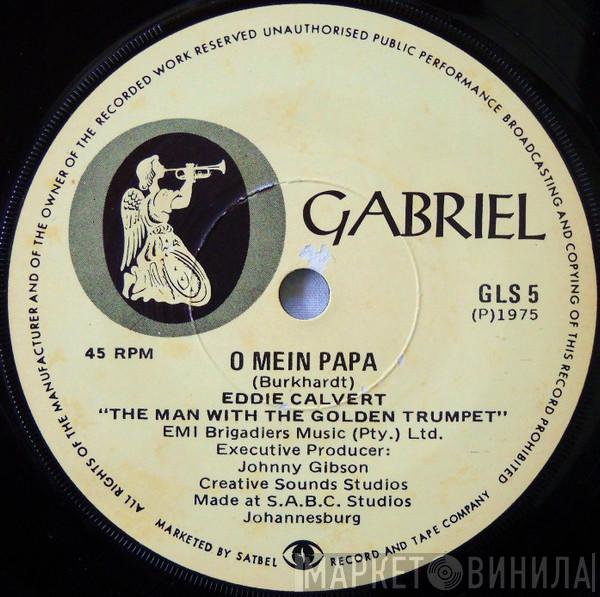 ALL RIGHTS OF THE MANUFACTURER AND OF THE OWNER OF THE RECORDED WORK RESERVED UNAUTHORISED PUBLIC PERFORMANCE BROADCASTING AND COPYING OF THIS RECORD PROHIBITED
GABRIEL
GLS 5
(P)1975
45 RPM
O MEIN PAPA
(Burkhardt)
EDDIE CALVERT
"THE MAN WITH THE GOLDEN TRUMPET"
EMI Brigadiers Music (Pty.) Ltd.
Executive Producer:
Johnny Gibson
Creative Sounds Studios
Made at S.A.B.C. Studios
Johannesburg
MARKETED BY SATBEL RECORD AND TAPE COMPANY
МАРКЕТ ВИНИЛА